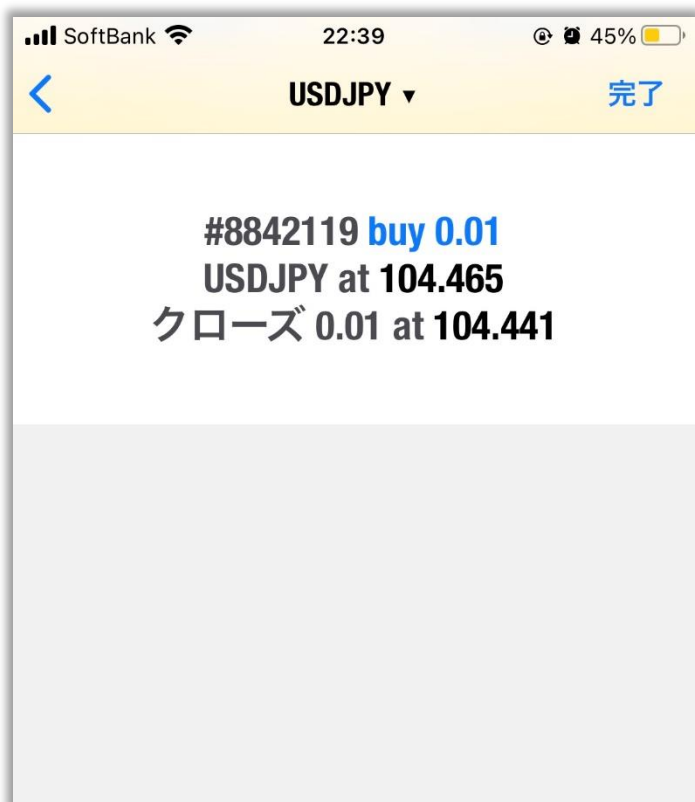 SoftBank 22:39 45%
USDJPY ▼ 完了
#8842119 buy 0.01
USDJPY at 104.465
クローズ 0.01 at 104.441